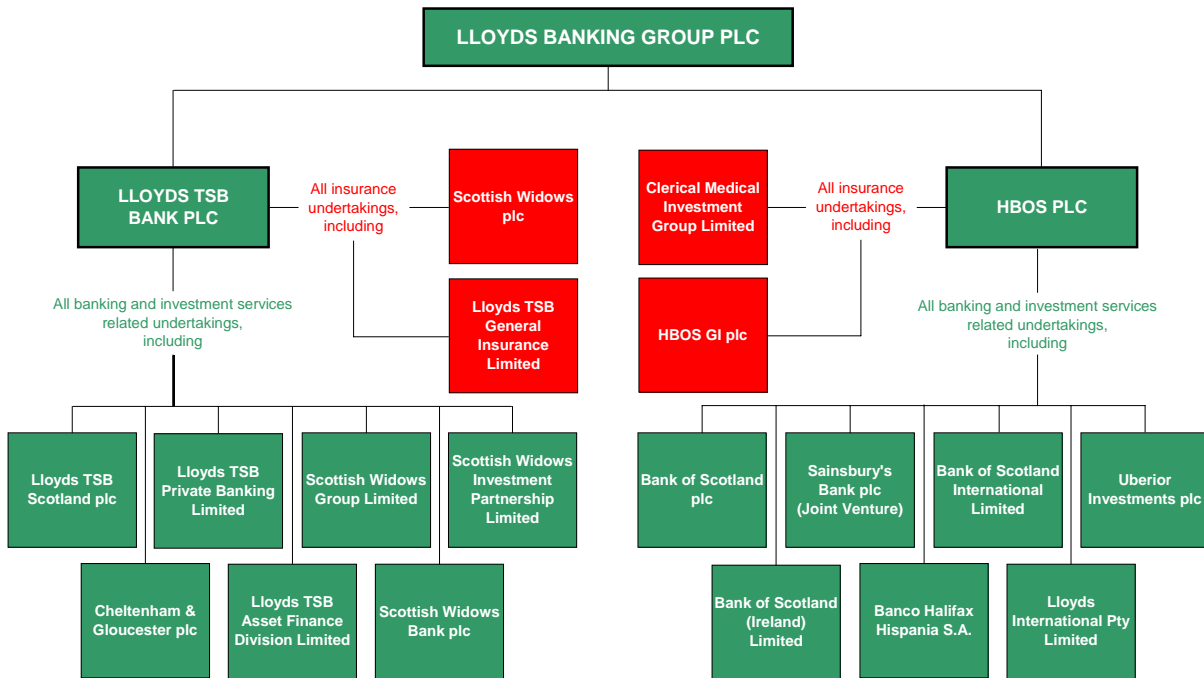 LLOYDS BANKING GROUP PLC
LLOYDS TSB
BANK PLC
All insurance
undertakings,
including
Scottish Widows
plc
Clerical Medical
Investment
Group Limited
All insurance
undertakings,
including
HBOS PLC
Lloyds TSB
General
Insurance
Limited
HBOS GI plc
All banking and investment services
related undertakings,
including
All banking and investment services
related undertakings,
including
Lloyds TSB
Scotland plc
Lloyds TSB
Private Banking
Limited
Scottish Widows
Group Limited
Scottish Widows
Investment
Partnership
Limited
Bank of Scotland
plc
Sainsbury's
Bank plc
(Joint Venture)
Bank of Scotland
International
Limited
Uberior
Investments plc
Cheltenham &
Gloucester plc
Lloyds TSB
Asset Finance
Division Limited
Scottish Widows
Bank plc
Bank of Scotland
(Ireland)
Limited
Banco Halifax
Hispania S.A.
Lloyds
International Pty
Limited